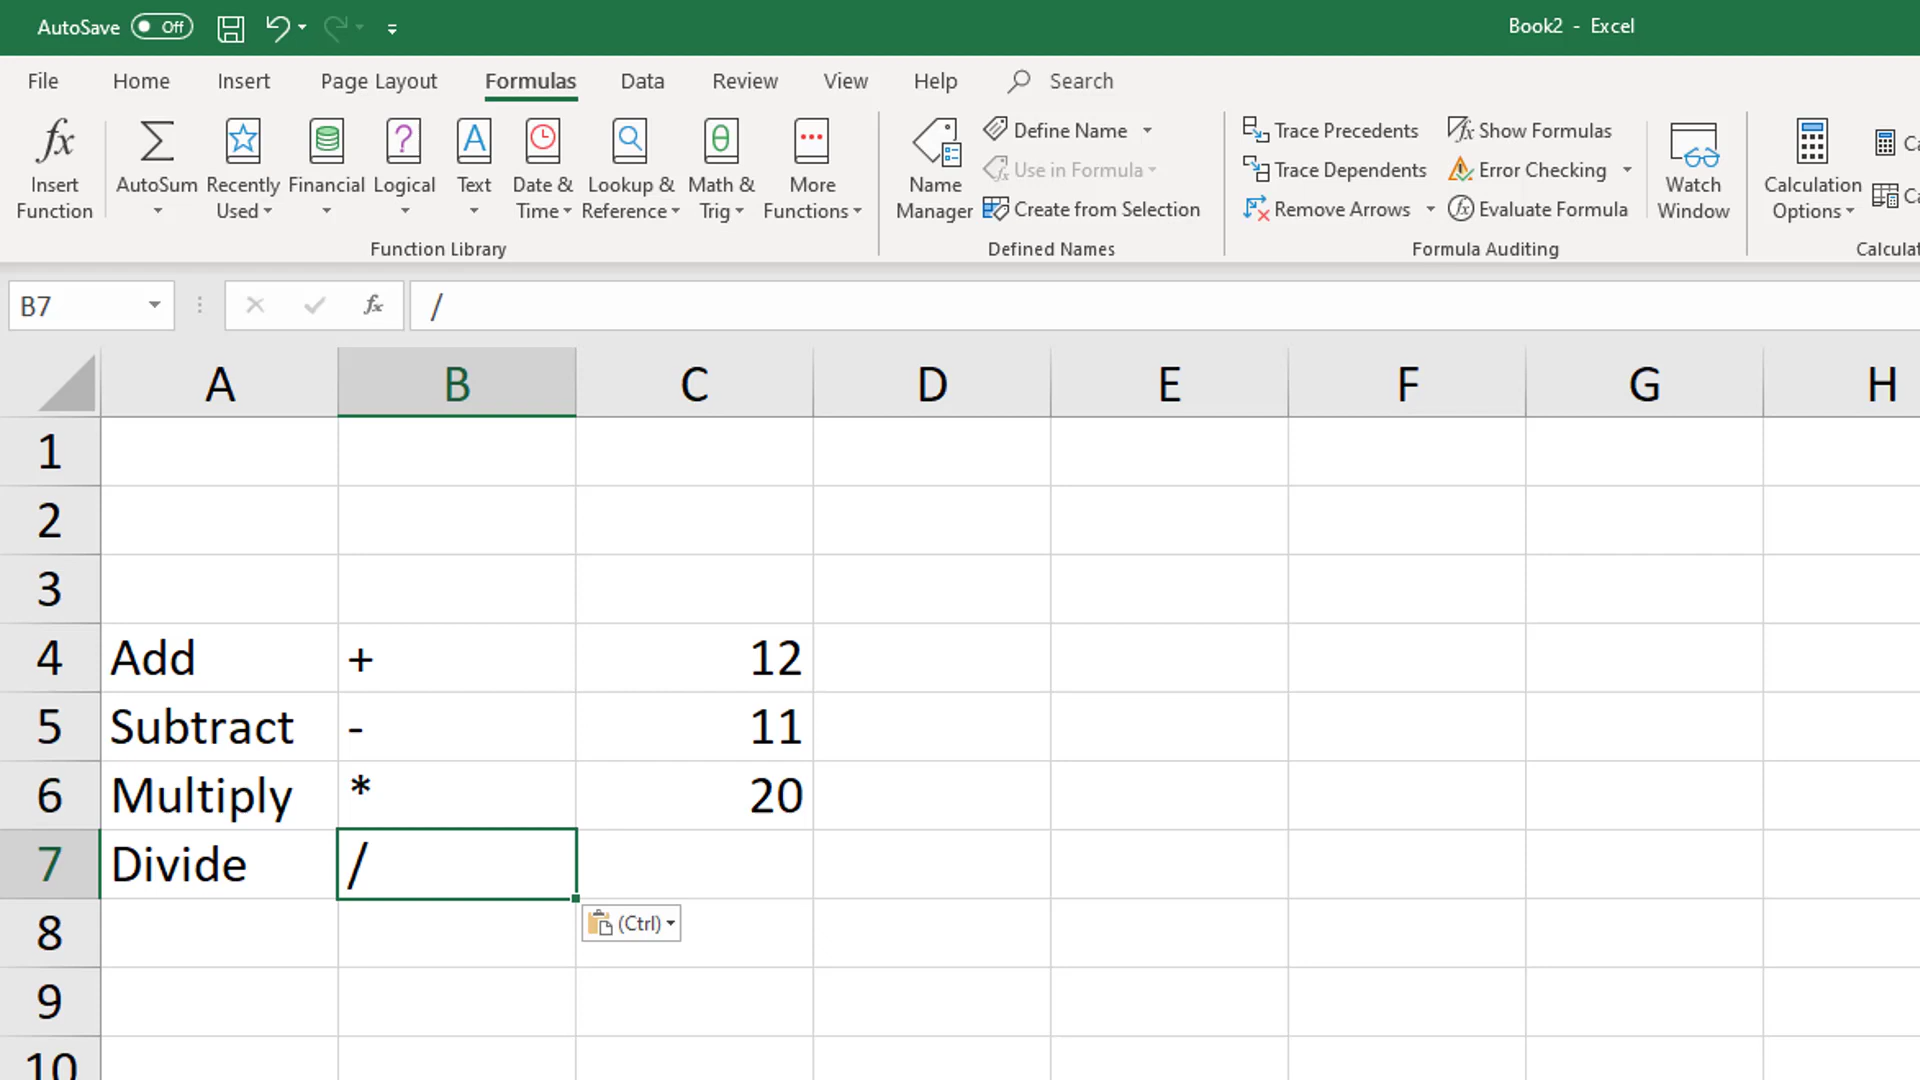 AutoSave Off Book2 - Excel
File Home Insert Page Layout Formulas Data Review View Help Search
fx Σ ? A θ Define Name Trace Precedents Show Formulas
Use in Formula Trace Dependents Error Checking
Insert AutoSum Recently Financial Logical Text Date & Lookup & Math & More Name Watch Calculation
Function Used Time Reference Trig Functions Manager Create from Selection Remove Arrows Evaluate Formula Window Options
Function Library Defined Names Formula Auditing
B7 fx /
A B C D E F G H
1
2
3
4 Add + 12
5 Subtract - 11
6 Multiply * 20
7 Divide /
8 (Ctrl)
9
10